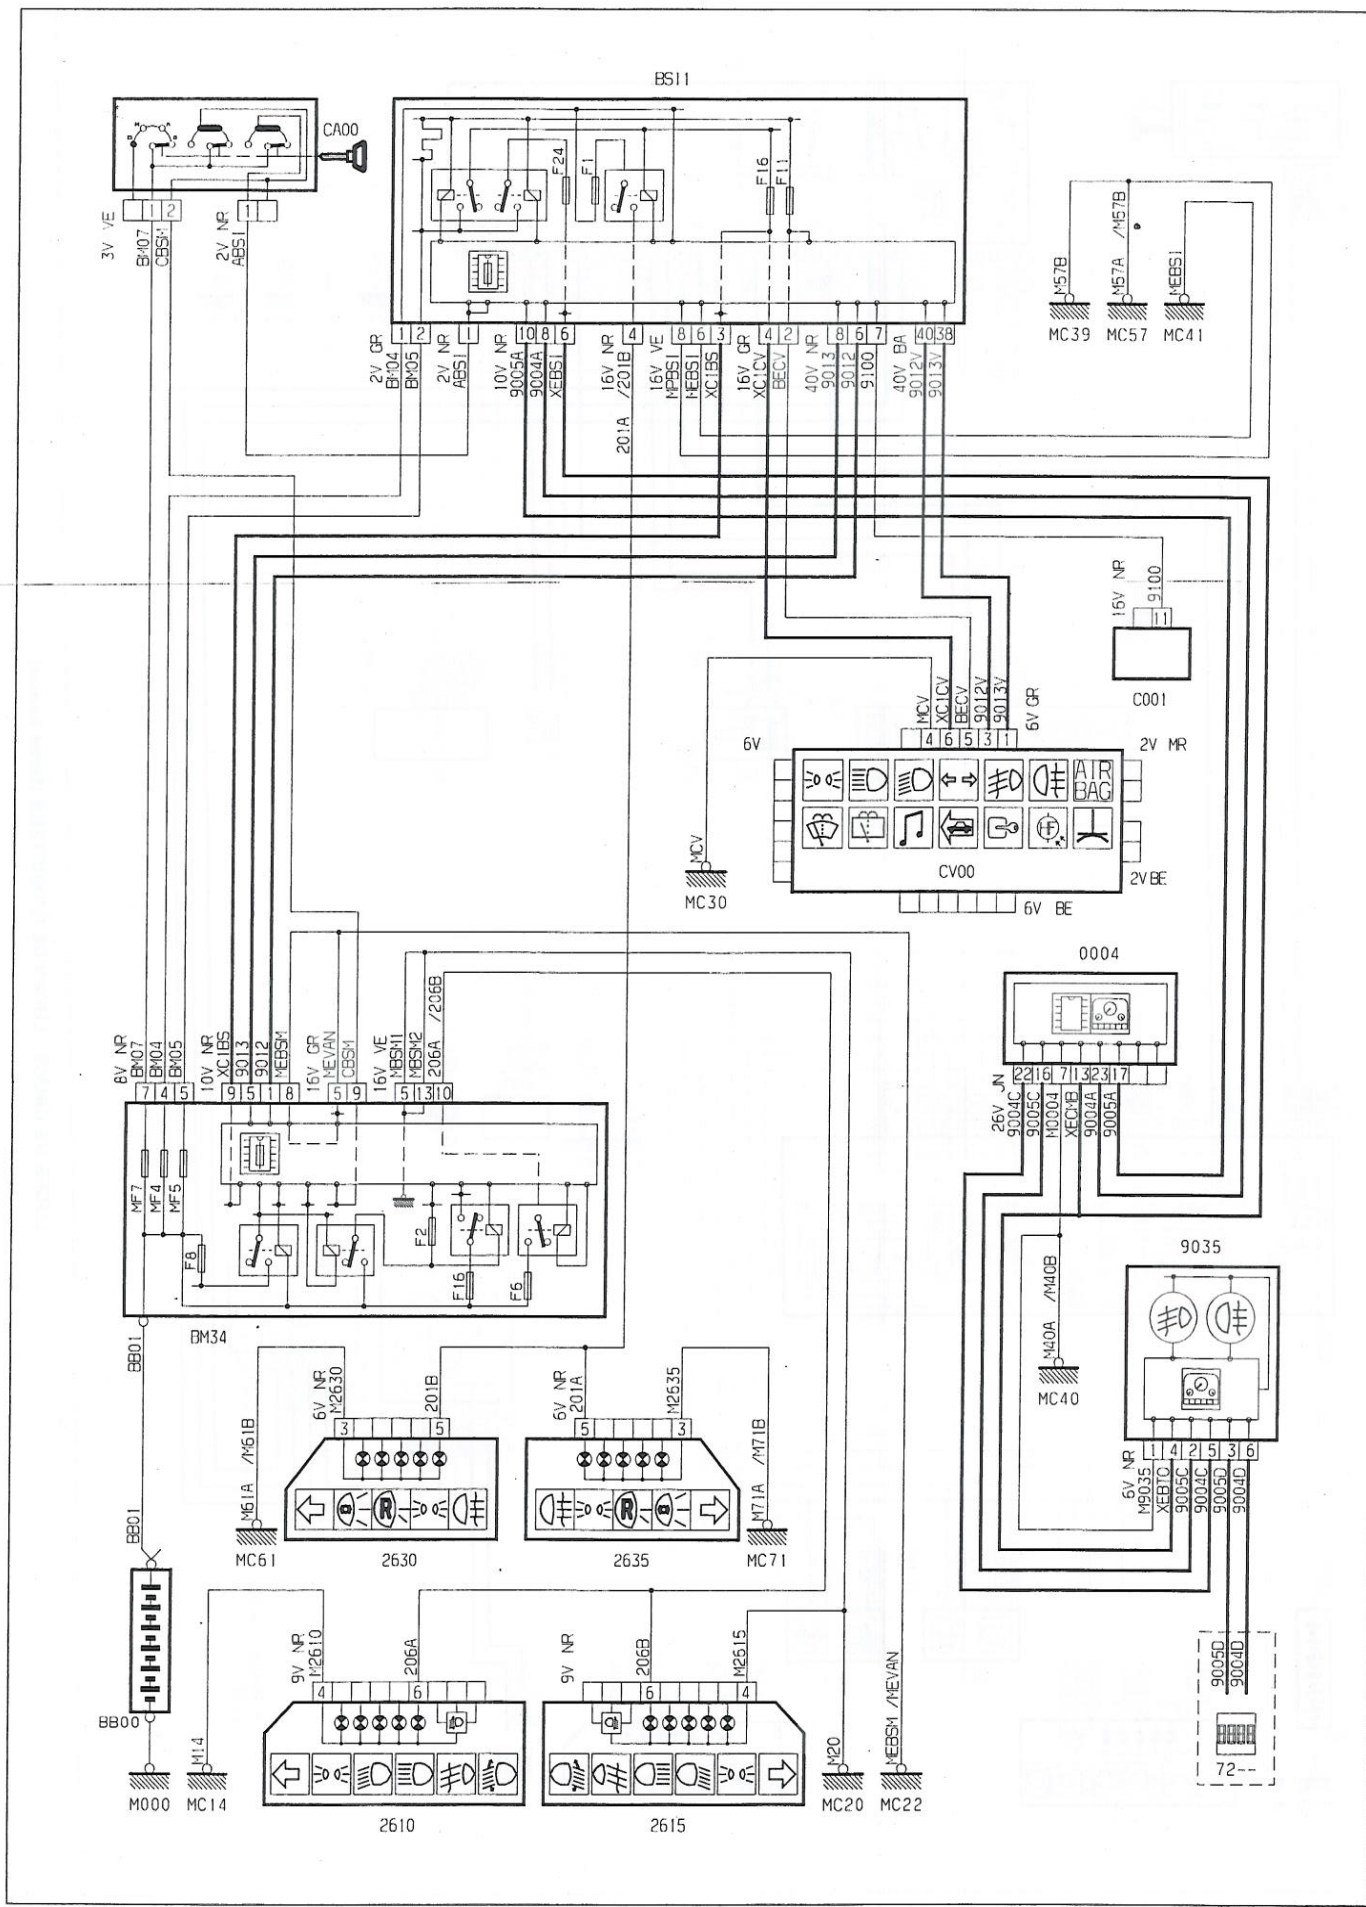 BSI1
CA00
3V VE
BM07
CBSM
2V NR
ABSI
1
2
1
F24
F1
F16
F11
1
2
1
10
8
6
4
8
6
3
4
2
8
6
7
40
38
2V GR
BM04
BM05
2V NR
ABSI
10V NR
9005A
9004A
XEBSI
16V NR
201A /201B
16V VE
MPBSI
MEBSI
XC1BS
16V GR
XC1CV
BECV
40V NR
9013
9012
9100
40V BA
9012V
9013V
M57B
M57A /M57B
MEBSI
MC39
MC57
MC41
16V NR
9100
11
C001
MCV
XC1CV
BECV
9012V
9013V
6V GR
4
6
5
3
1
6V
2V MR
AIR
BAG
HF
CV00
2V BE
6V BE
MCV
MC30
0004
26V JN
22
16
7
13
23
17
9004C
9005C
M0004
XECMB
9004A
9005A
8V NR
BM07
BM04
BM05
10V NR
XC1BS
9013
9012
MEBSM
16V GR
MEVAN
CBSM
16V VE
MBSM1
MBSM2
206A /206B
7
4
5
9
5
1
8
5
9
5
13
10
MF7
MF4
MF5
F8
F2
F16
F6
BM34
BB01
M40A /M40B
MC40
9035
6V NR
1
4
2
5
3
6
M9035
XEBTC
9005C
9004C
9005D
9004D
M61A /M61B
6V NR
M2630
201B
3
5
R
MC61
2630
6V NR
201A
M2635
5
3
R
M71A /M71B
2635
MC71
BB01
BB00
M000
M14
MC14
9V NR
M2610
206A
4
6
2610
9V NR
206B
M2615
6
4
2615
M20
MC20
MEBSM /MEVAN
MC22
9005D
9004D
72--